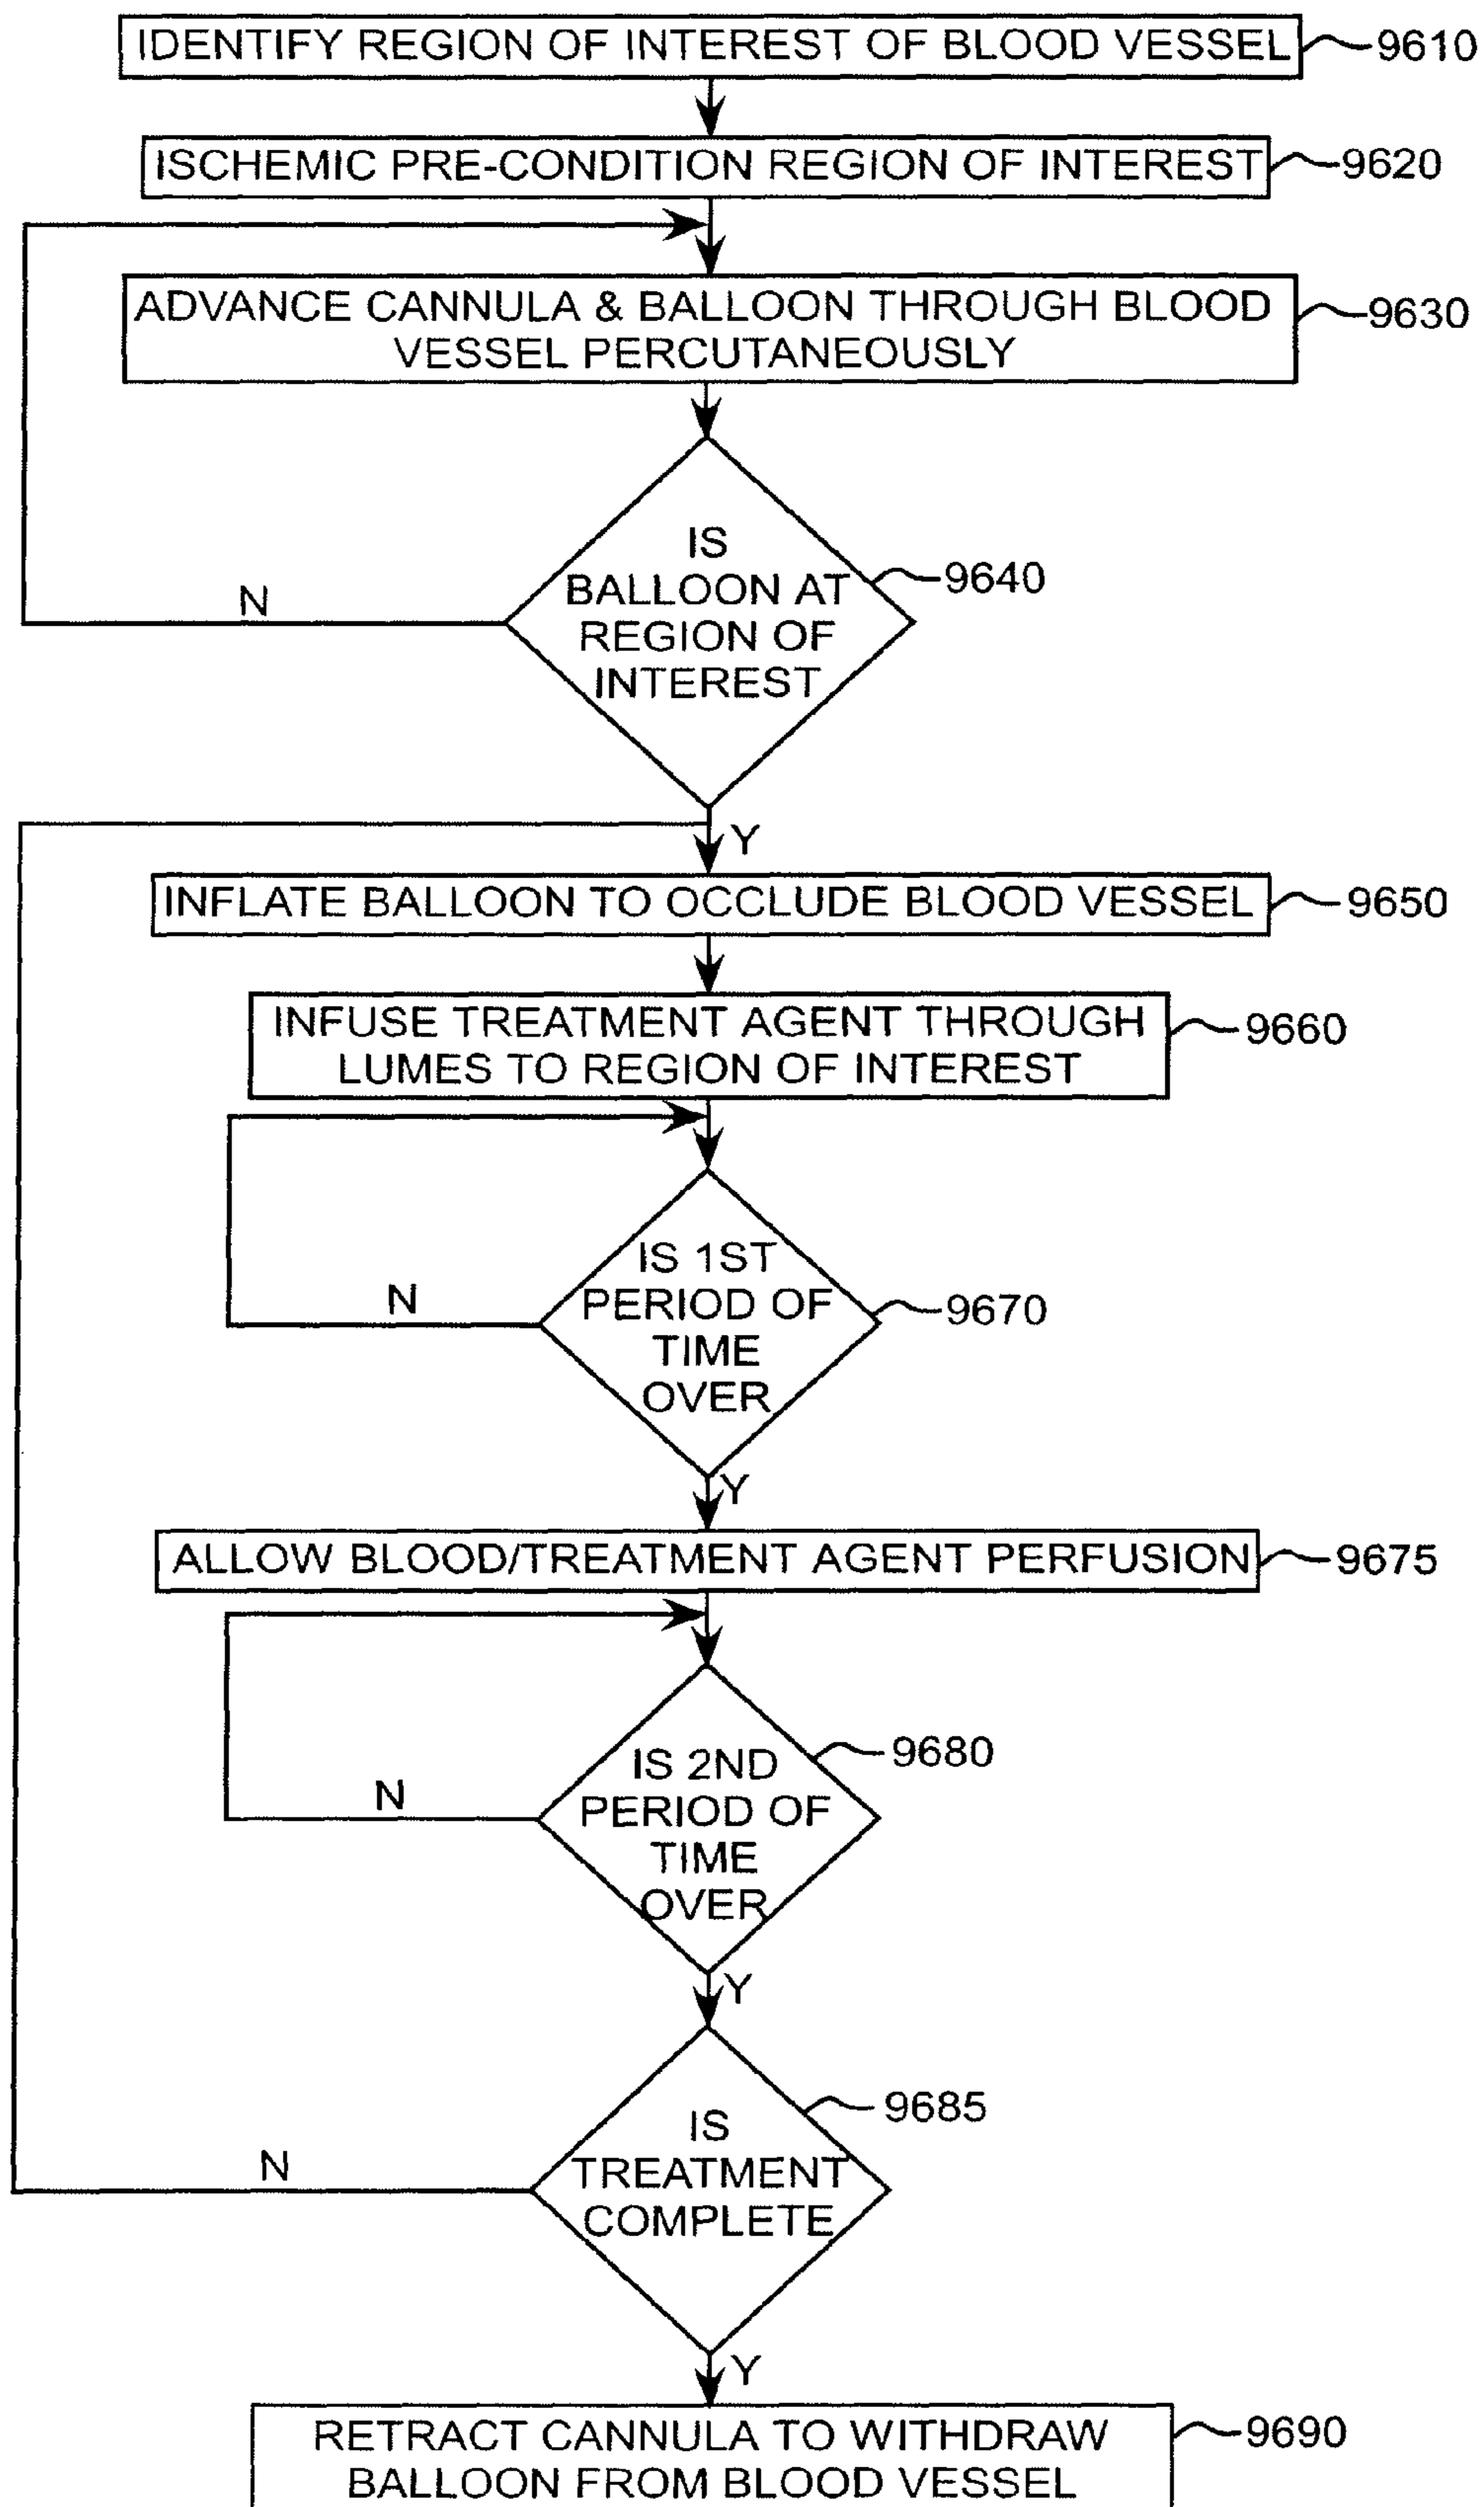 IDENTIFY REGION OF INTEREST OF BLOOD VESSEL
9610
ISCHEMIC PRE-CONDITION REGION OF INTEREST
9620
ADVANCE CANNULA & BALLOON THROUGH BLOOD
VESSEL PERCUTANEOUSLY
9630
IS
BALLOON AT
REGION OF
INTEREST
9640
N
Y
INFLATE BALLOON TO OCCLUDE BLOOD VESSEL
9650
INFUSE TREATMENT AGENT THROUGH
LUMES TO REGION OF INTEREST
9660
IS 1ST
PERIOD OF
TIME
OVER
9670
N
Y
ALLOW BLOOD/TREATMENT AGENT PERFUSION
9675
IS 2ND
PERIOD OF
TIME
OVER
9680
N
Y
IS
TREATMENT
COMPLETE
9685
N
Y
RETRACT CANNULA TO WITHDRAW
BALLOON FROM BLOOD VESSEL
9690